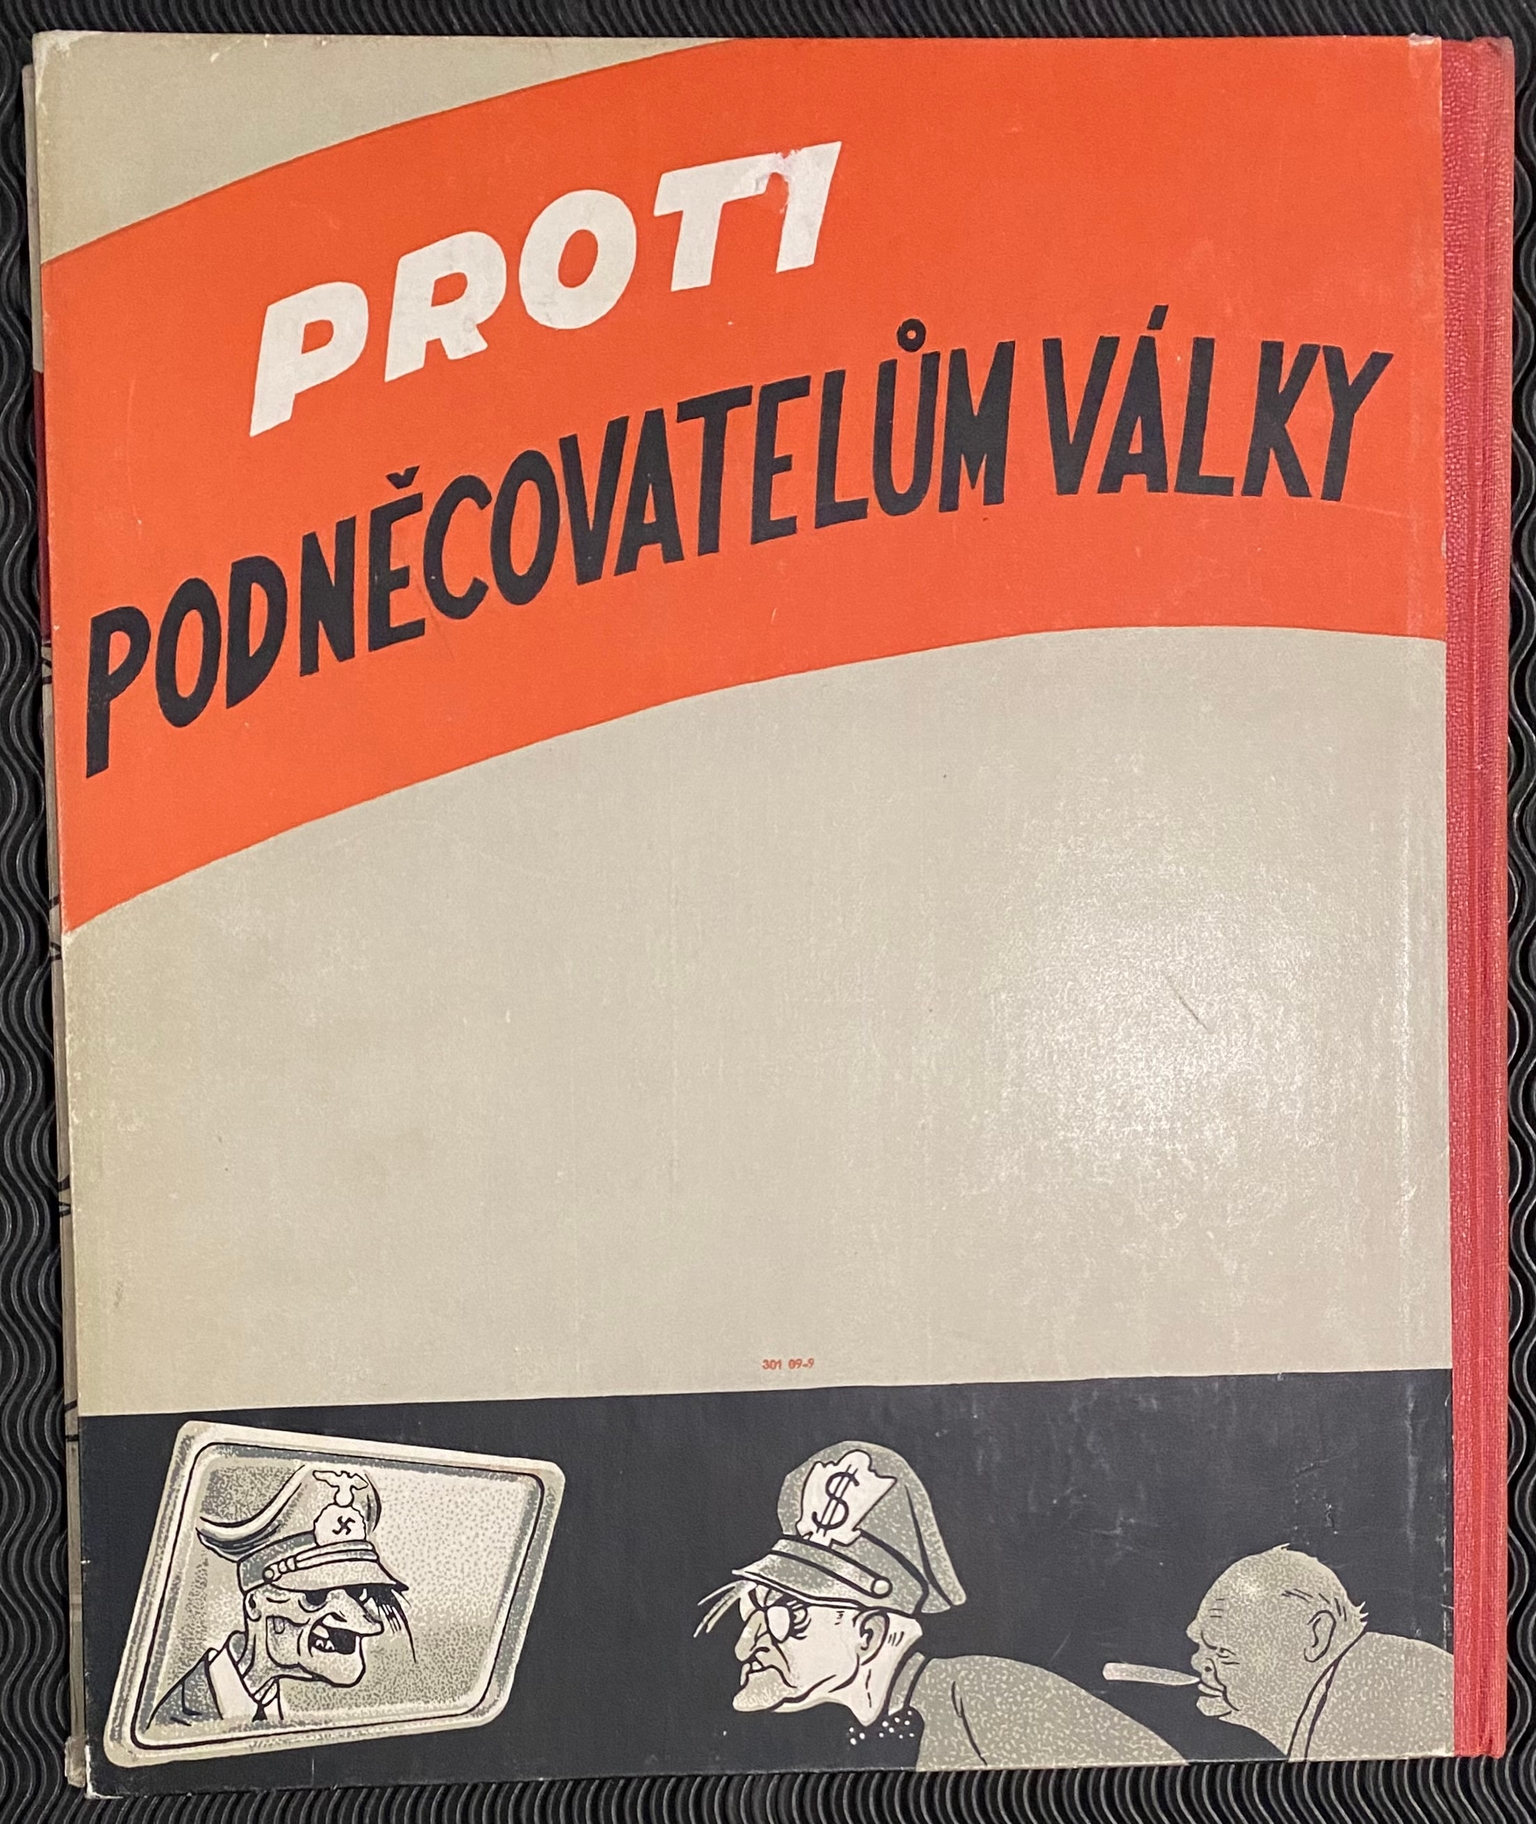 PROTI
PODNĚCOVATELŮM VÁLKY
301 09-9
$